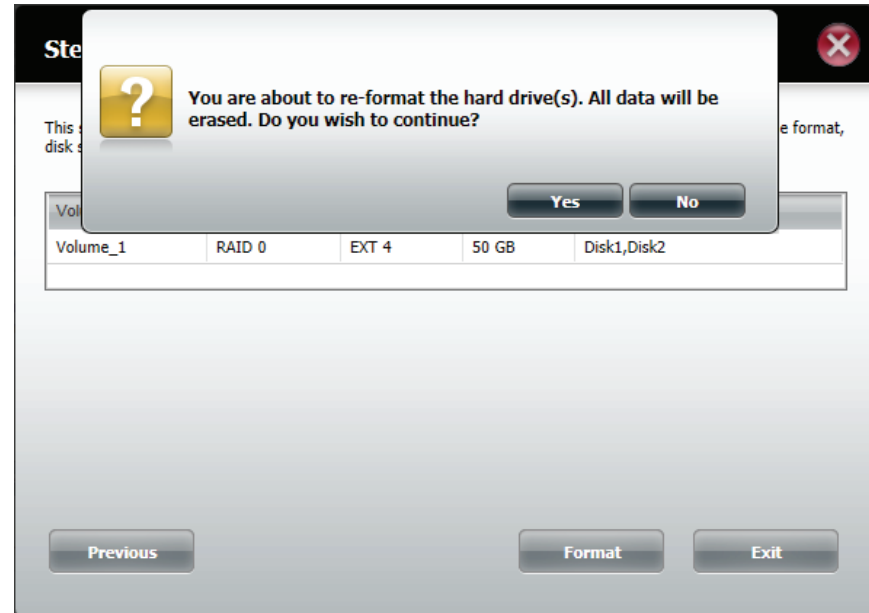 Ste
You are about to re-format the hard drive(s). All data will be
erased. Do you wish to continue?
This
e format,
disk s
Yes No
Vol
Volume_1 RAID 0 EXT 4 50 GB Disk1,Disk2
Previous Format Exit